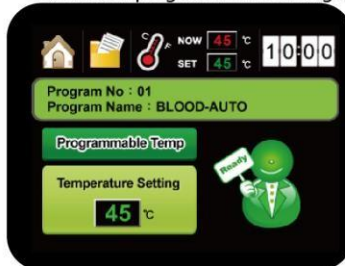 C F NOW 45 °C 10:00
SET 45 °C
Program No : 01
Program Name : BLOOD-AUTO
Programmable Temp
Ready
Temperature Setting
45 °C